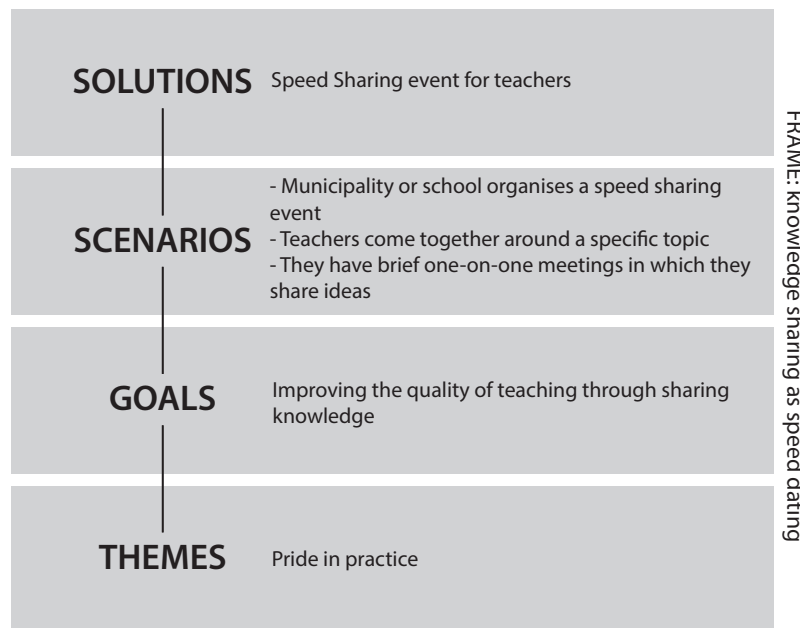 SOLUTIONS
Speed Sharing event for teachers
SCENARIOS
- Municipality or school organises a speed sharing
event
- Teachers come together around a specific topic
- They have brief one-on-one meetings in which they
share ideas
GOALS
Improving the quality of teaching through sharing
knowledge
THEMES
Pride in practice
FRAME: knowledge sharing as speed dating